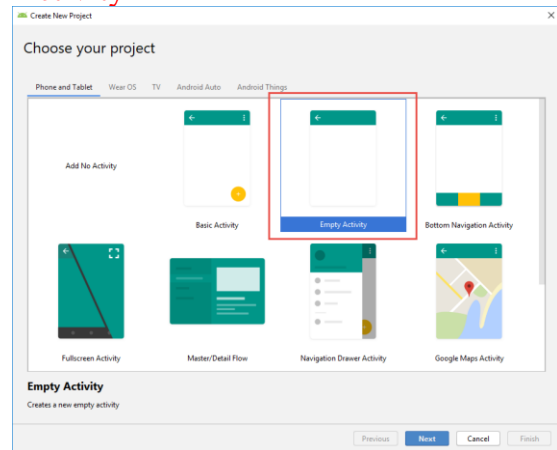 Create New Project
Choose your project
Phone and Tablet Wear OS TV Android Auto Android Things
Add No Activity
Basic Activity
Empty Activity
Bottom Navigation Activity
Fullscreen Activity
Master/Detail Flow
Navigation Drawer Activity
Google Maps Activity
Empty Activity
Creates a new empty activity
Previous Next Cancel Finish